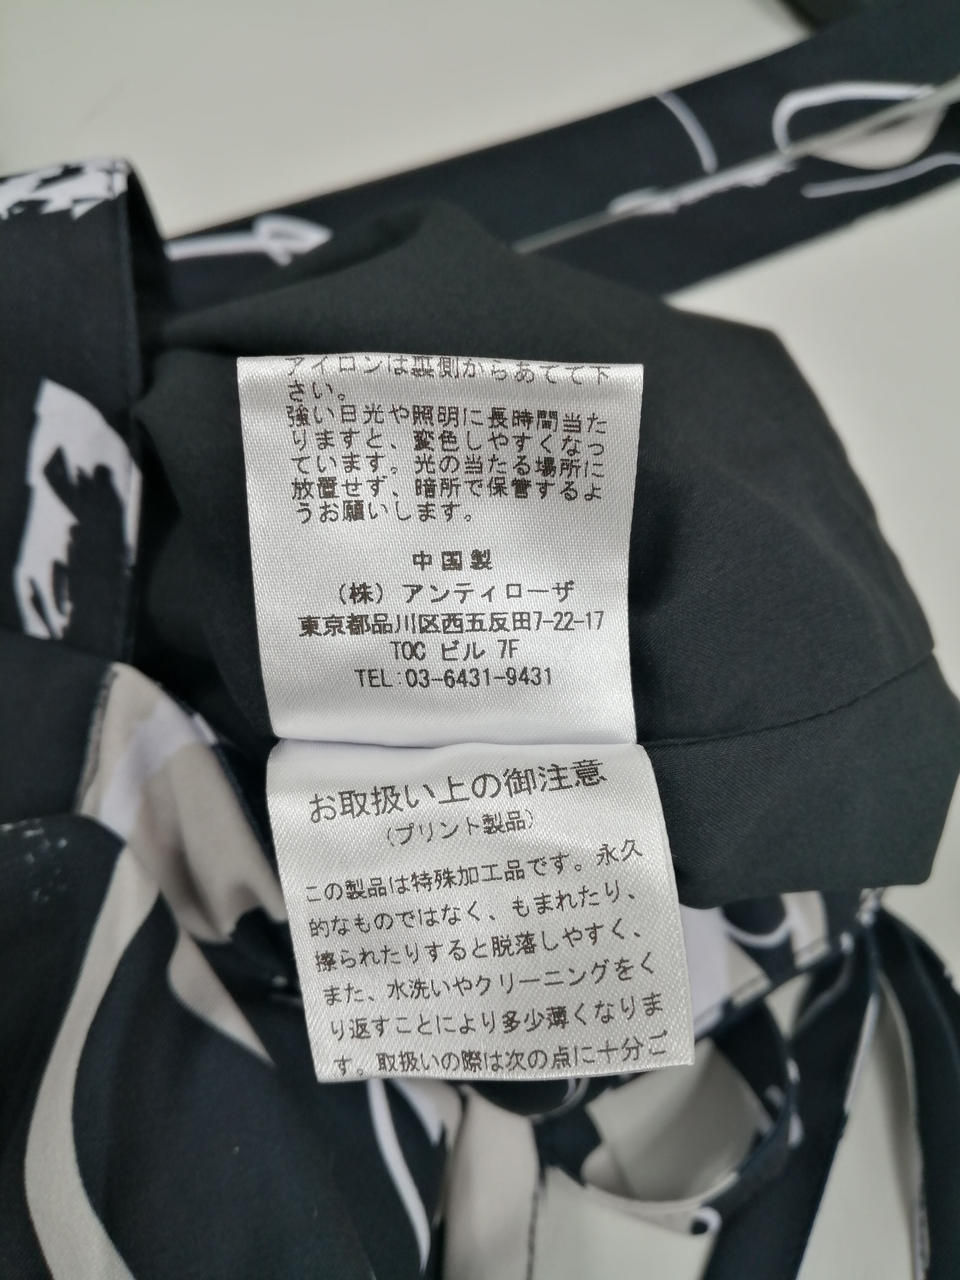 アイロンは裏側からあてて下
さい。
強い日光や照明に長時間当た
りますと、変色しやすくなっ
ています。光の当たる場所に
放置せず、暗所で保管するよ
うお願いします。
中国製
(株) アンティローザ
東京都品川区西五反田7-22-17
TOC ビル 7F
TEL:03-6431-9431
お取扱い上の御注意
(プリント製品)
この製品は特殊加工品です。永久
的なものではなく、もまれたり、
擦られたりすると脱落しやすく、
また、水洗いやクリーニングをく
り返すことにより多少薄くなりま
す。取扱いの際は次の点に十分ご